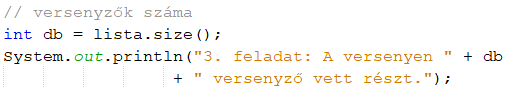 // versenyzők száma
int db = lista.size();
System.out.println("3. feladat: A versenyen " + db
+ " versenyző vett részt.");